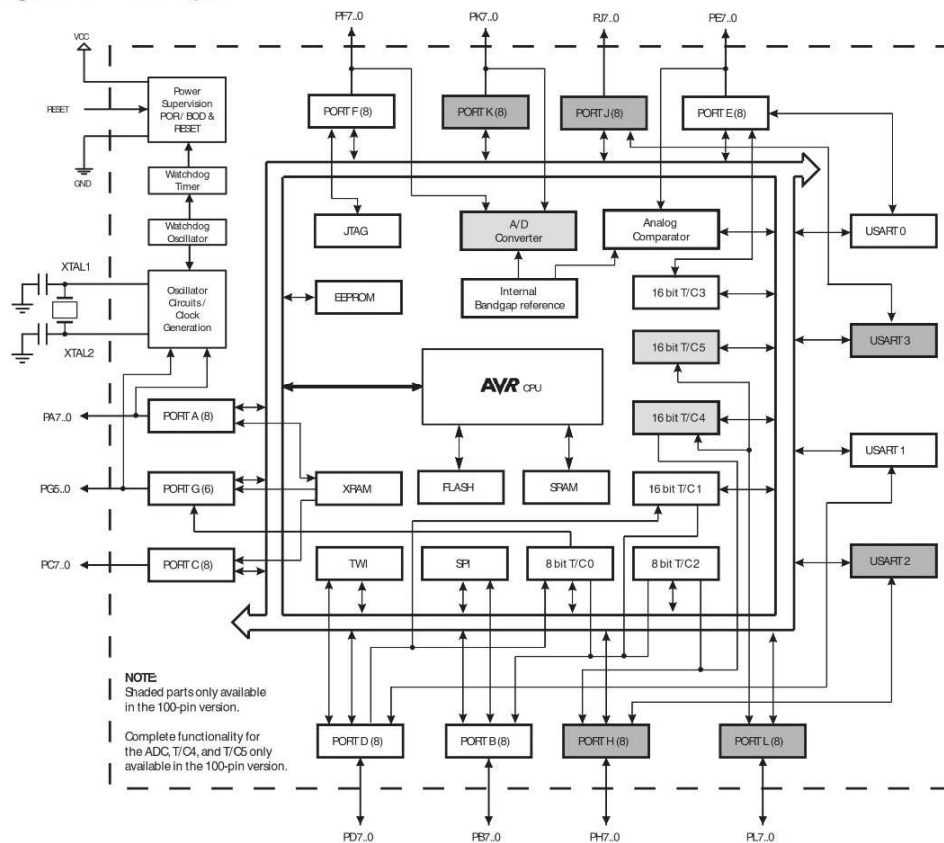 PF7..0
PK7..0
PJ7..0
PE7..0
VCC
RESET
GND
Power
Supervision
POR/ BOD &
RESET
PORT F (8)
PORT K (8)
PORT J (8)
PORT E (8)
Watchdog
Timer
Watchdog
Oscillator
XTAL1
XTAL2
Oscillator
Circuits/
Clock
Generation
JTAG
A/D
Converter
Analog
Comparator
USART 0
EEPROM
Internal
Bandgap reference
16 bit T/C3
16 bit T/C5
USART 3
AVR CPU
16 bit T/C4
PA7..0
PORT A (8)
USART 1
PG5..0
PORT G (6)
XRAM
FLASH
SRAM
16 bit T/C1
PC7..0
PORT C (8)
TWI
SPI
8 bit T/C0
8 bit T/C2
USART 2
NOTE:
Shaded parts only available
in the 100-pin version.
Complete functionality for
the ADC, T/C4, and T/C5 only
available in the 100-pin version.
PORT D (8)
PORT B (8)
PORT H (8)
PORT L (8)
PD7..0
PB7..0
PH7..0
PL7..0